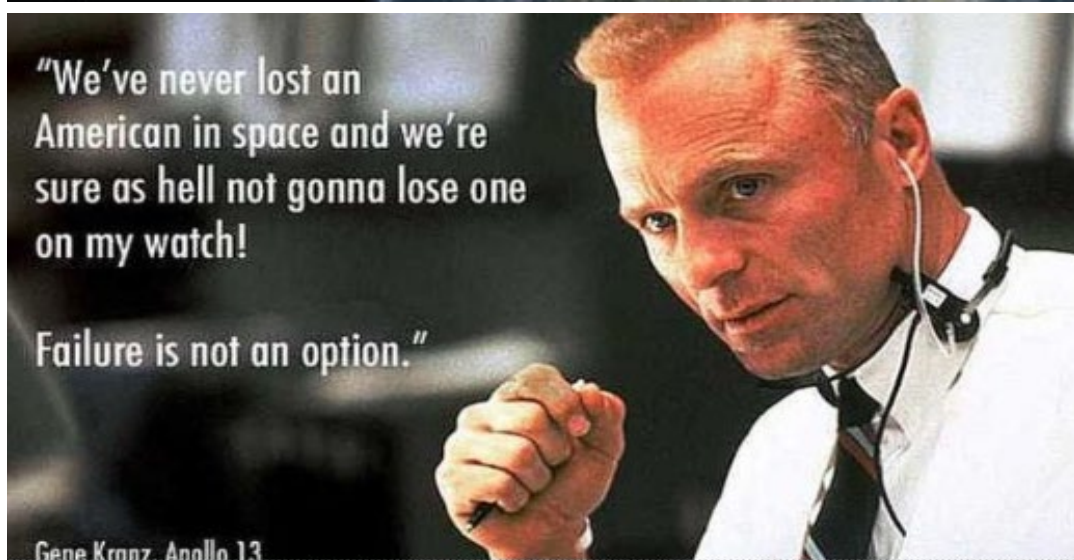 “We’ve never lost an
American in space and we’re
sure as hell not gonna lose one
on my watch!
Failure is not an option.”
Gene Kranz, Apollo 13